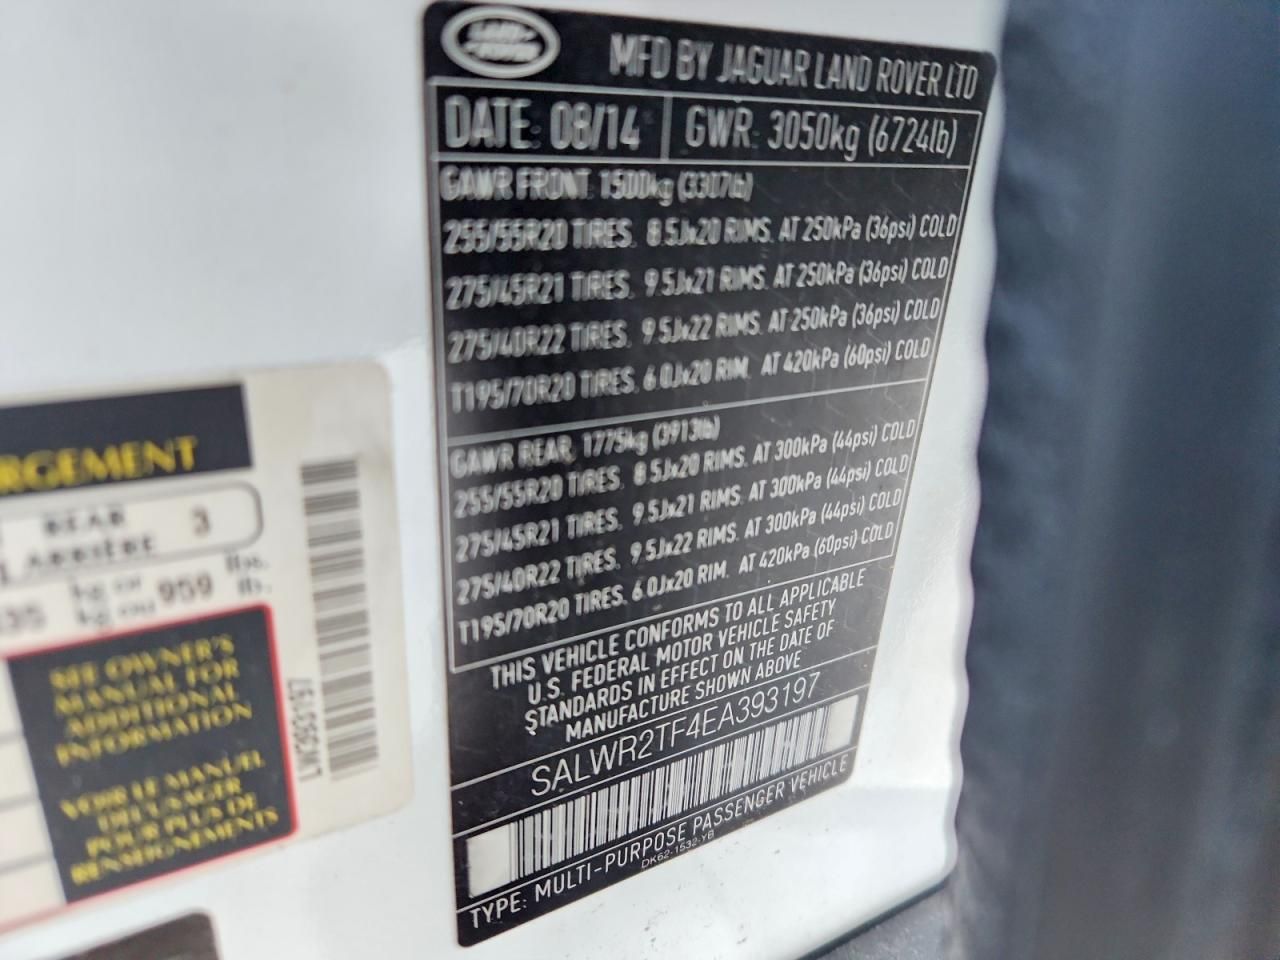 LAND-
ROVER
MFD BY JAGUAR LAND ROVER LTD
DATE: 08/14 GWR: 3050kg (6724lb)
GAWR FRONT 1500kg (3307lb)
255/55R20 TIRES. 8.5Jx20 RIMS. AT 250kPa (36psi) COLD
275/45R21 TIRES. 9.5Jx21 RIMS. AT 250kPa (36psi) COLD
275/40R22 TIRES. 9.5Jx22 RIMS. AT 250kPa (36psi) COLD
T195/70R20 TIRES. 6.0Jx20 RIM. AT 420kPa (60psi) COLD
GAWR REAR, 1775kg (3913lb)
255/55R20 TIRES. 8.5Jx20 RIMS. AT 300kPa (44psi) COLD
275/45R21 TIRES. 9.5Jx21 RIMS. AT 300kPa (44psi) COLD
275/40R22 TIRES. 9.5Jx22 RIMS. AT 300kPa (44psi) COLD
T195/70R20 TIRES. 6.0Jx20 RIM. AT 420kPa (60psi) COLD
THIS VEHICLE CONFORMS TO ALL APPLICABLE
U.S. FEDERAL MOTOR VEHICLE SAFETY
STANDARDS IN EFFECT ON THE DATE OF
MANUFACTURE SHOWN ABOVE
SALWR2TF4EA393197
TYPE: MULTI-PURPOSE PASSENGER VEHICLE
DK62-1532-YB
RGEMENT
REAR 3
ARRIÈRE
kg or 959 lbs.
kg ou lb.
SEE OWNER'S
MANUAL FOR
ADDITIONAL
INFORMATION
VOIR LE MANUEL
DE L'USAGER
POUR PLUS DE
RENSEIGNEMENTS